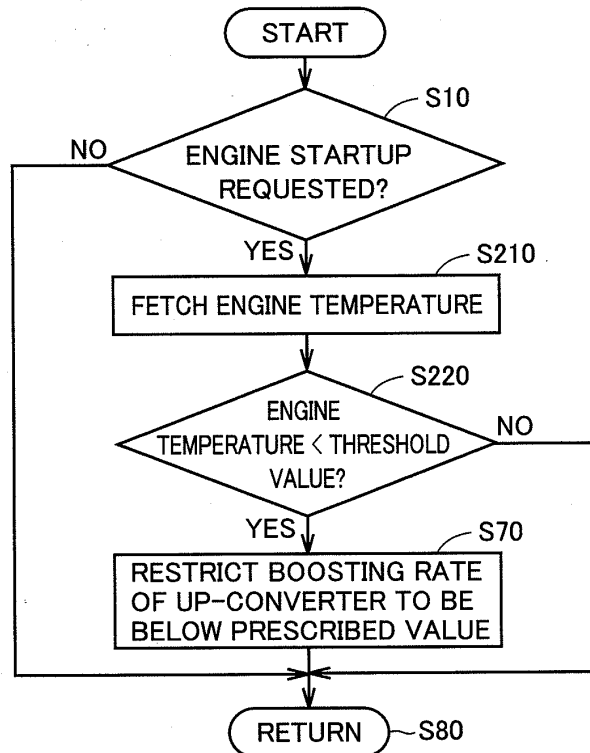 START
S10
NO
ENGINE STARTUP
REQUESTED?
YES
S210
FETCH ENGINE TEMPERATURE
S220
ENGINE
TEMPERATURE < THRESHOLD
VALUE?
NO
YES
S70
RESTRICT BOOSTING RATE
OF UP-CONVERTER TO BE
BELOW PRESCRIBED VALUE
RETURN
S80